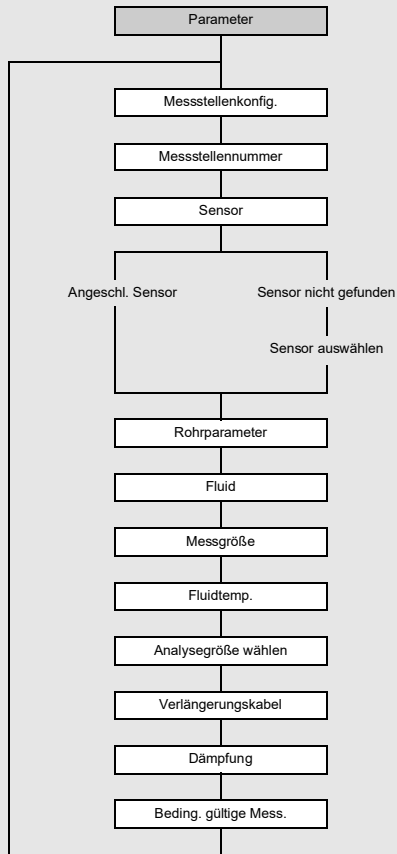 Parameter
Messstellenkonfig.
Messstellennummer
Sensor
Angeschl. Sensor
Sensor nicht gefunden
Sensor auswählen
Rohrparameter
Fluid
Messgröße
Fluidtemp.
Analysegröße wählen
Verlängerungskabel
Dämpfung
Beding. gültige Mess.